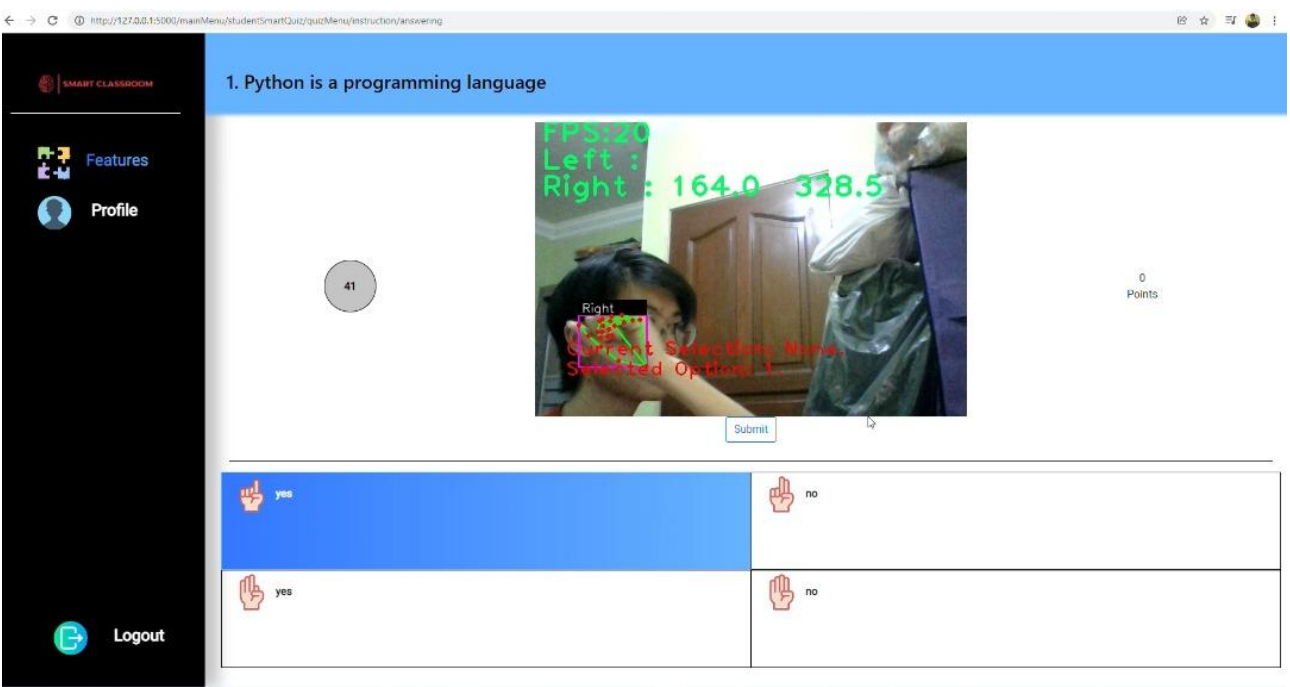 http://127.0.0.1:5000/mainMenu/studentSmartQuiz/quizMenu/instruction/answering
SMART CLASSROOM
1. Python is a programming language
Features
Profile
FPS:20
Left :
Right : 164.0 328.5
41
0
Points
Right
Current Selection: None.
Selected Option: 1.
Submit
yes
no
yes
no
Logout